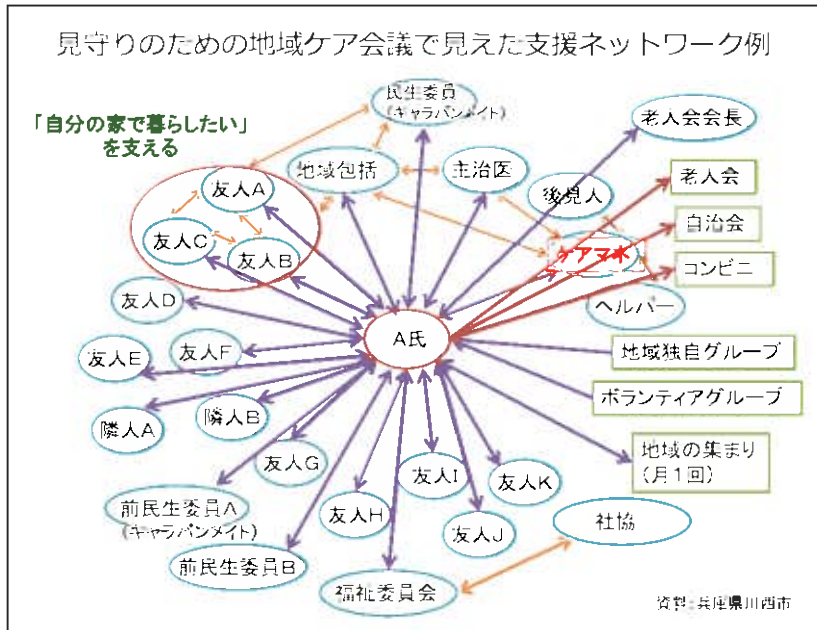 見守りのための地域ケア会議で見えた支援ネットワーク例
「自分の家で暮らしたい」
を支える
民生委員
(キャラバンメイト)
老人会会長
地域包括
主治医
後見人
老人会
友人A
自治会
友人C
友人B
ケアマネ
コンビニ
友人D
ヘルパー
A氏
友人E
友人F
地域独自グループ
隣人A
隣人B
ボランティアグループ
友人G
友人I
友人K
地域の集まり
(月1回)
前民生委員A
(キャラバンメイト)
友人H
友人J
社協
前民生委員B
福祉委員会
資料:兵庫県川西市